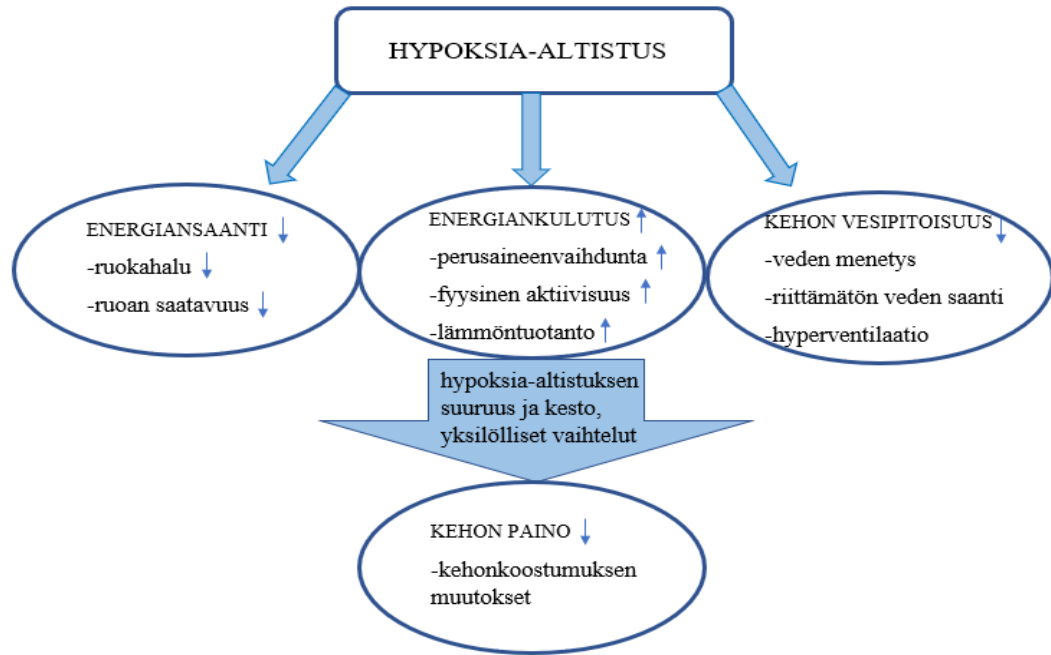 HYPOKSIA-ALTISTUS
ENERGIANSAANTI ↓
-ruokahalu ↓
-ruoan saatavuus ↓
ENERGIANKULUTUS ↑
-perusaineenvaihdunta ↑
-fyysinen aktiivisuus ↑
-lämmöntuotanto ↑
KEHON VESIPITOISUUS ↓
-veden menetys
-riittämätön veden saanti
-hyperventilaatio
hypoksia-altistuksen
suuruus ja kesto,
yksilölliset vaihtelut
KEHON PAINO ↓
-kehonkoostumuksen
muutokset